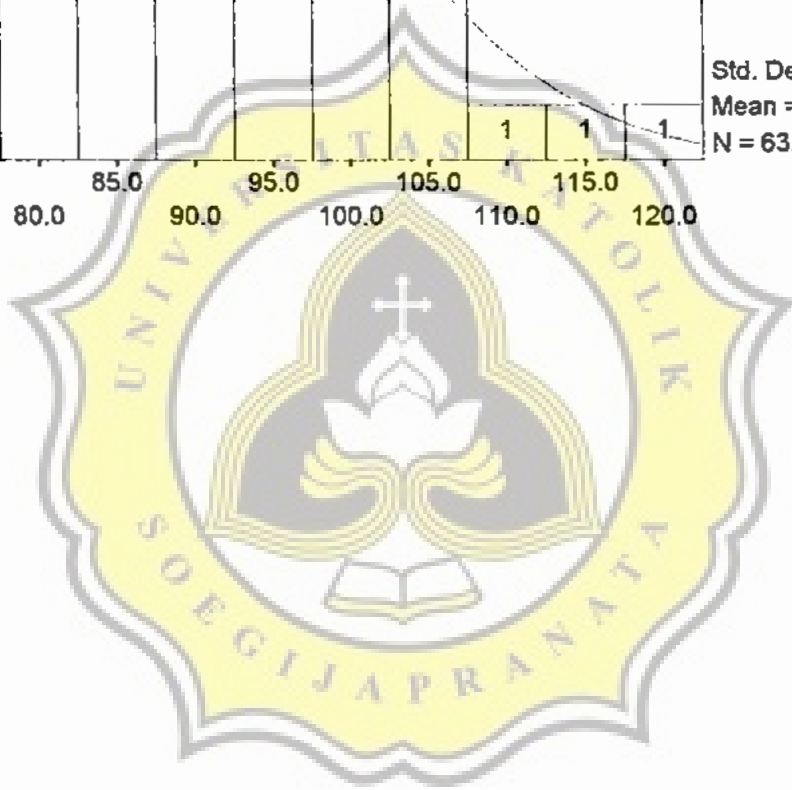 Std. De
Mean =
N = 63.
1 1 1
85.0 95.0 105.0 115.0
80.0 90.0 100.0 110.0 120.0
UNIVERSITAS KATOLIK
SOEGIJAPRANATA